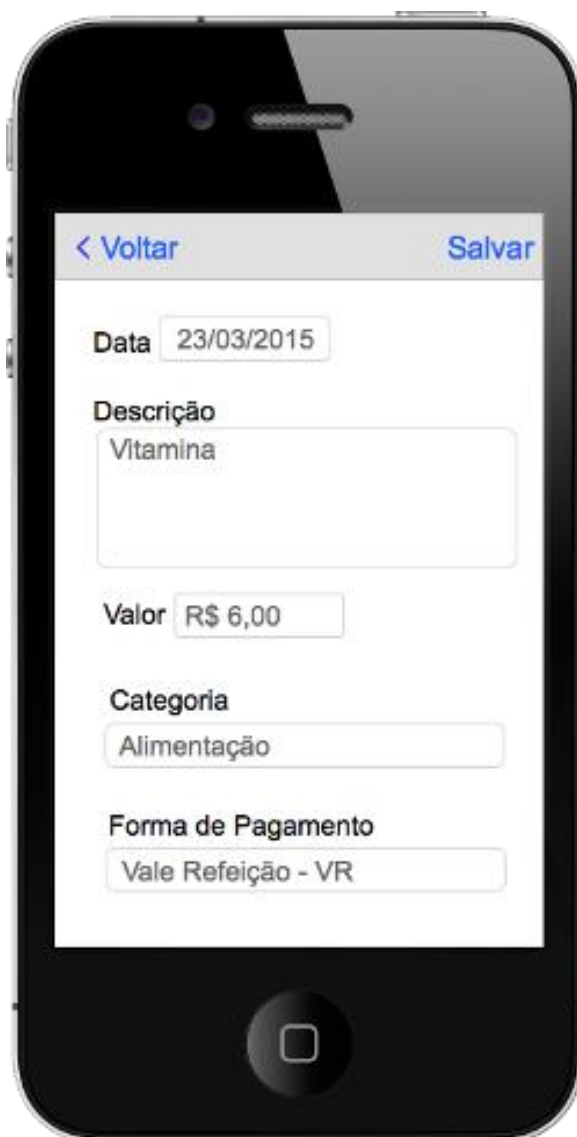 < Voltar Salvar
Data 23/03/2015
Descrição
Vitamina
Valor R$ 6,00
Categoria
Alimentação
Forma de Pagamento
Vale Refeição - VR